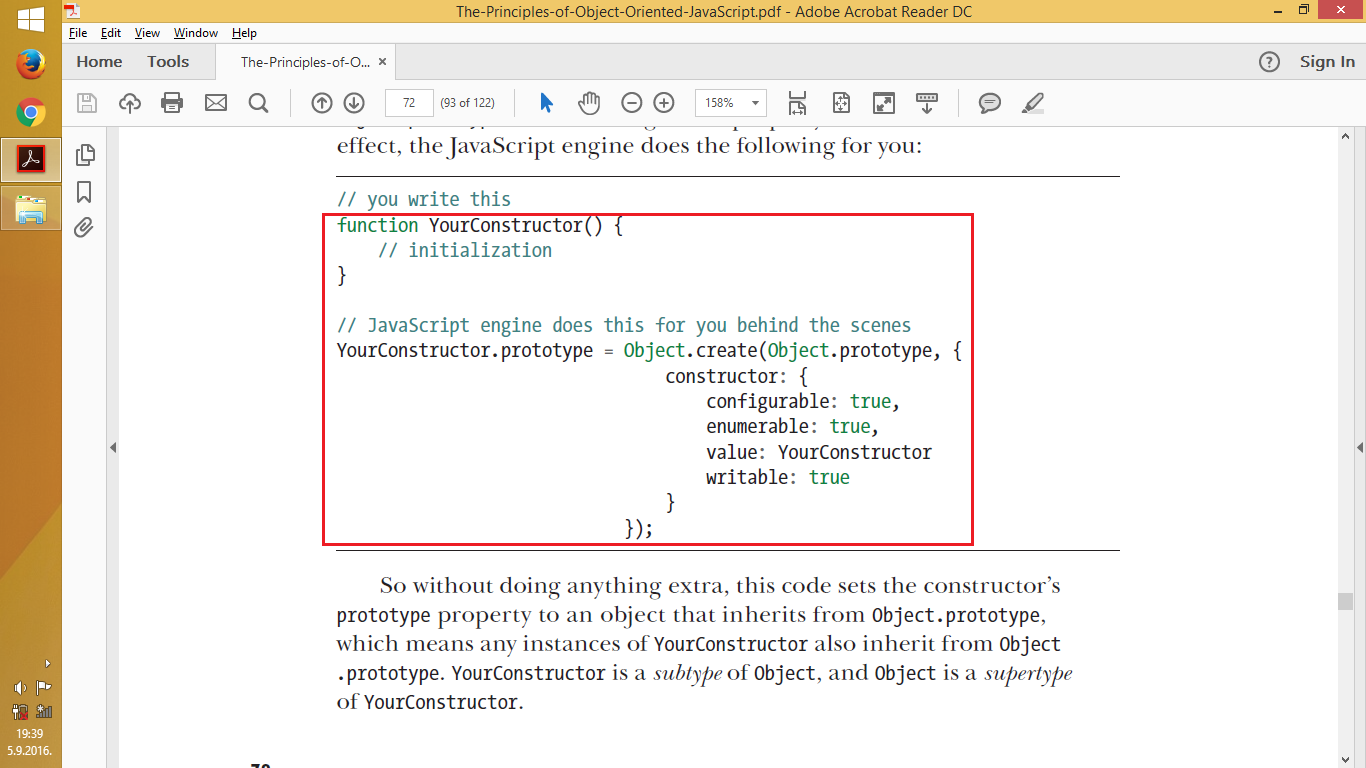 The-Principles-of-Object-Oriented-JavaScript.pdf - Adobe Acrobat Reader DC
File Edit View Window Help
Home Tools The-Principles-of-O... × ? Sign In
72 (93 of 122) 158%
effect, the JavaScript engine does the following for you:
// you write this
function YourConstructor() {
// initialization
}
// JavaScript engine does this for you behind the scenes
YourConstructor.prototype = Object.create(Object.prototype, {
constructor: {
configurable: true,
enumerable: true,
value: YourConstructor
writable: true
}
});
So without doing anything extra, this code sets the constructor’s
prototype property to an object that inherits from Object.prototype,
which means any instances of YourConstructor also inherit from Object
.prototype. YourConstructor is a subtype of Object, and Object is a supertype
of YourConstructor.
19:39
5.9.2016.